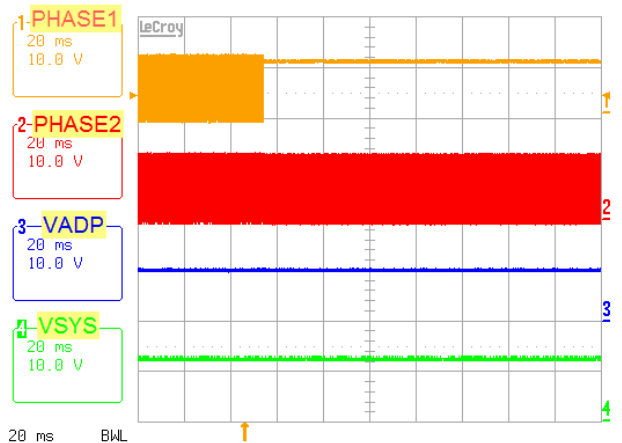 1 PHASE1
20 ms
10.0 V
LeCroy
1
2 PHASE2
20 ms
10.0 V
2
3 VADP
20 ms
10.0 V
3
4 VSYS
20 ms
10.0 V
4
20 ms BWL